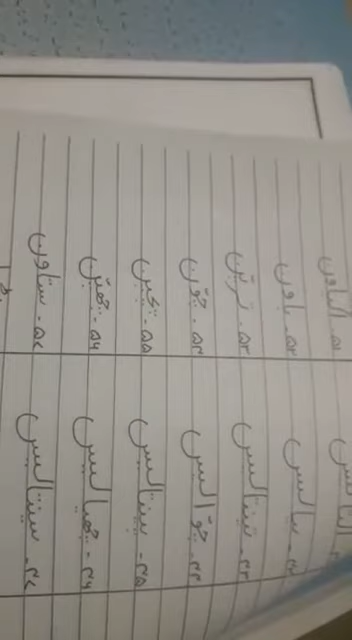 ۵۱۔ اکیاون
۴۲۔ بیالیس ۵۲۔ باون
۴۳۔ تینتالیس ۵۳۔ ترپن
۴۴۔ چوالیس ۵۴۔ چون
۴۵۔ پینتالیس ۵۵۔ پچپن
۴۶۔ چھیالیس ۵۶۔ چھپن
۴۷۔ سینتالیس ۵۷۔ ستاون